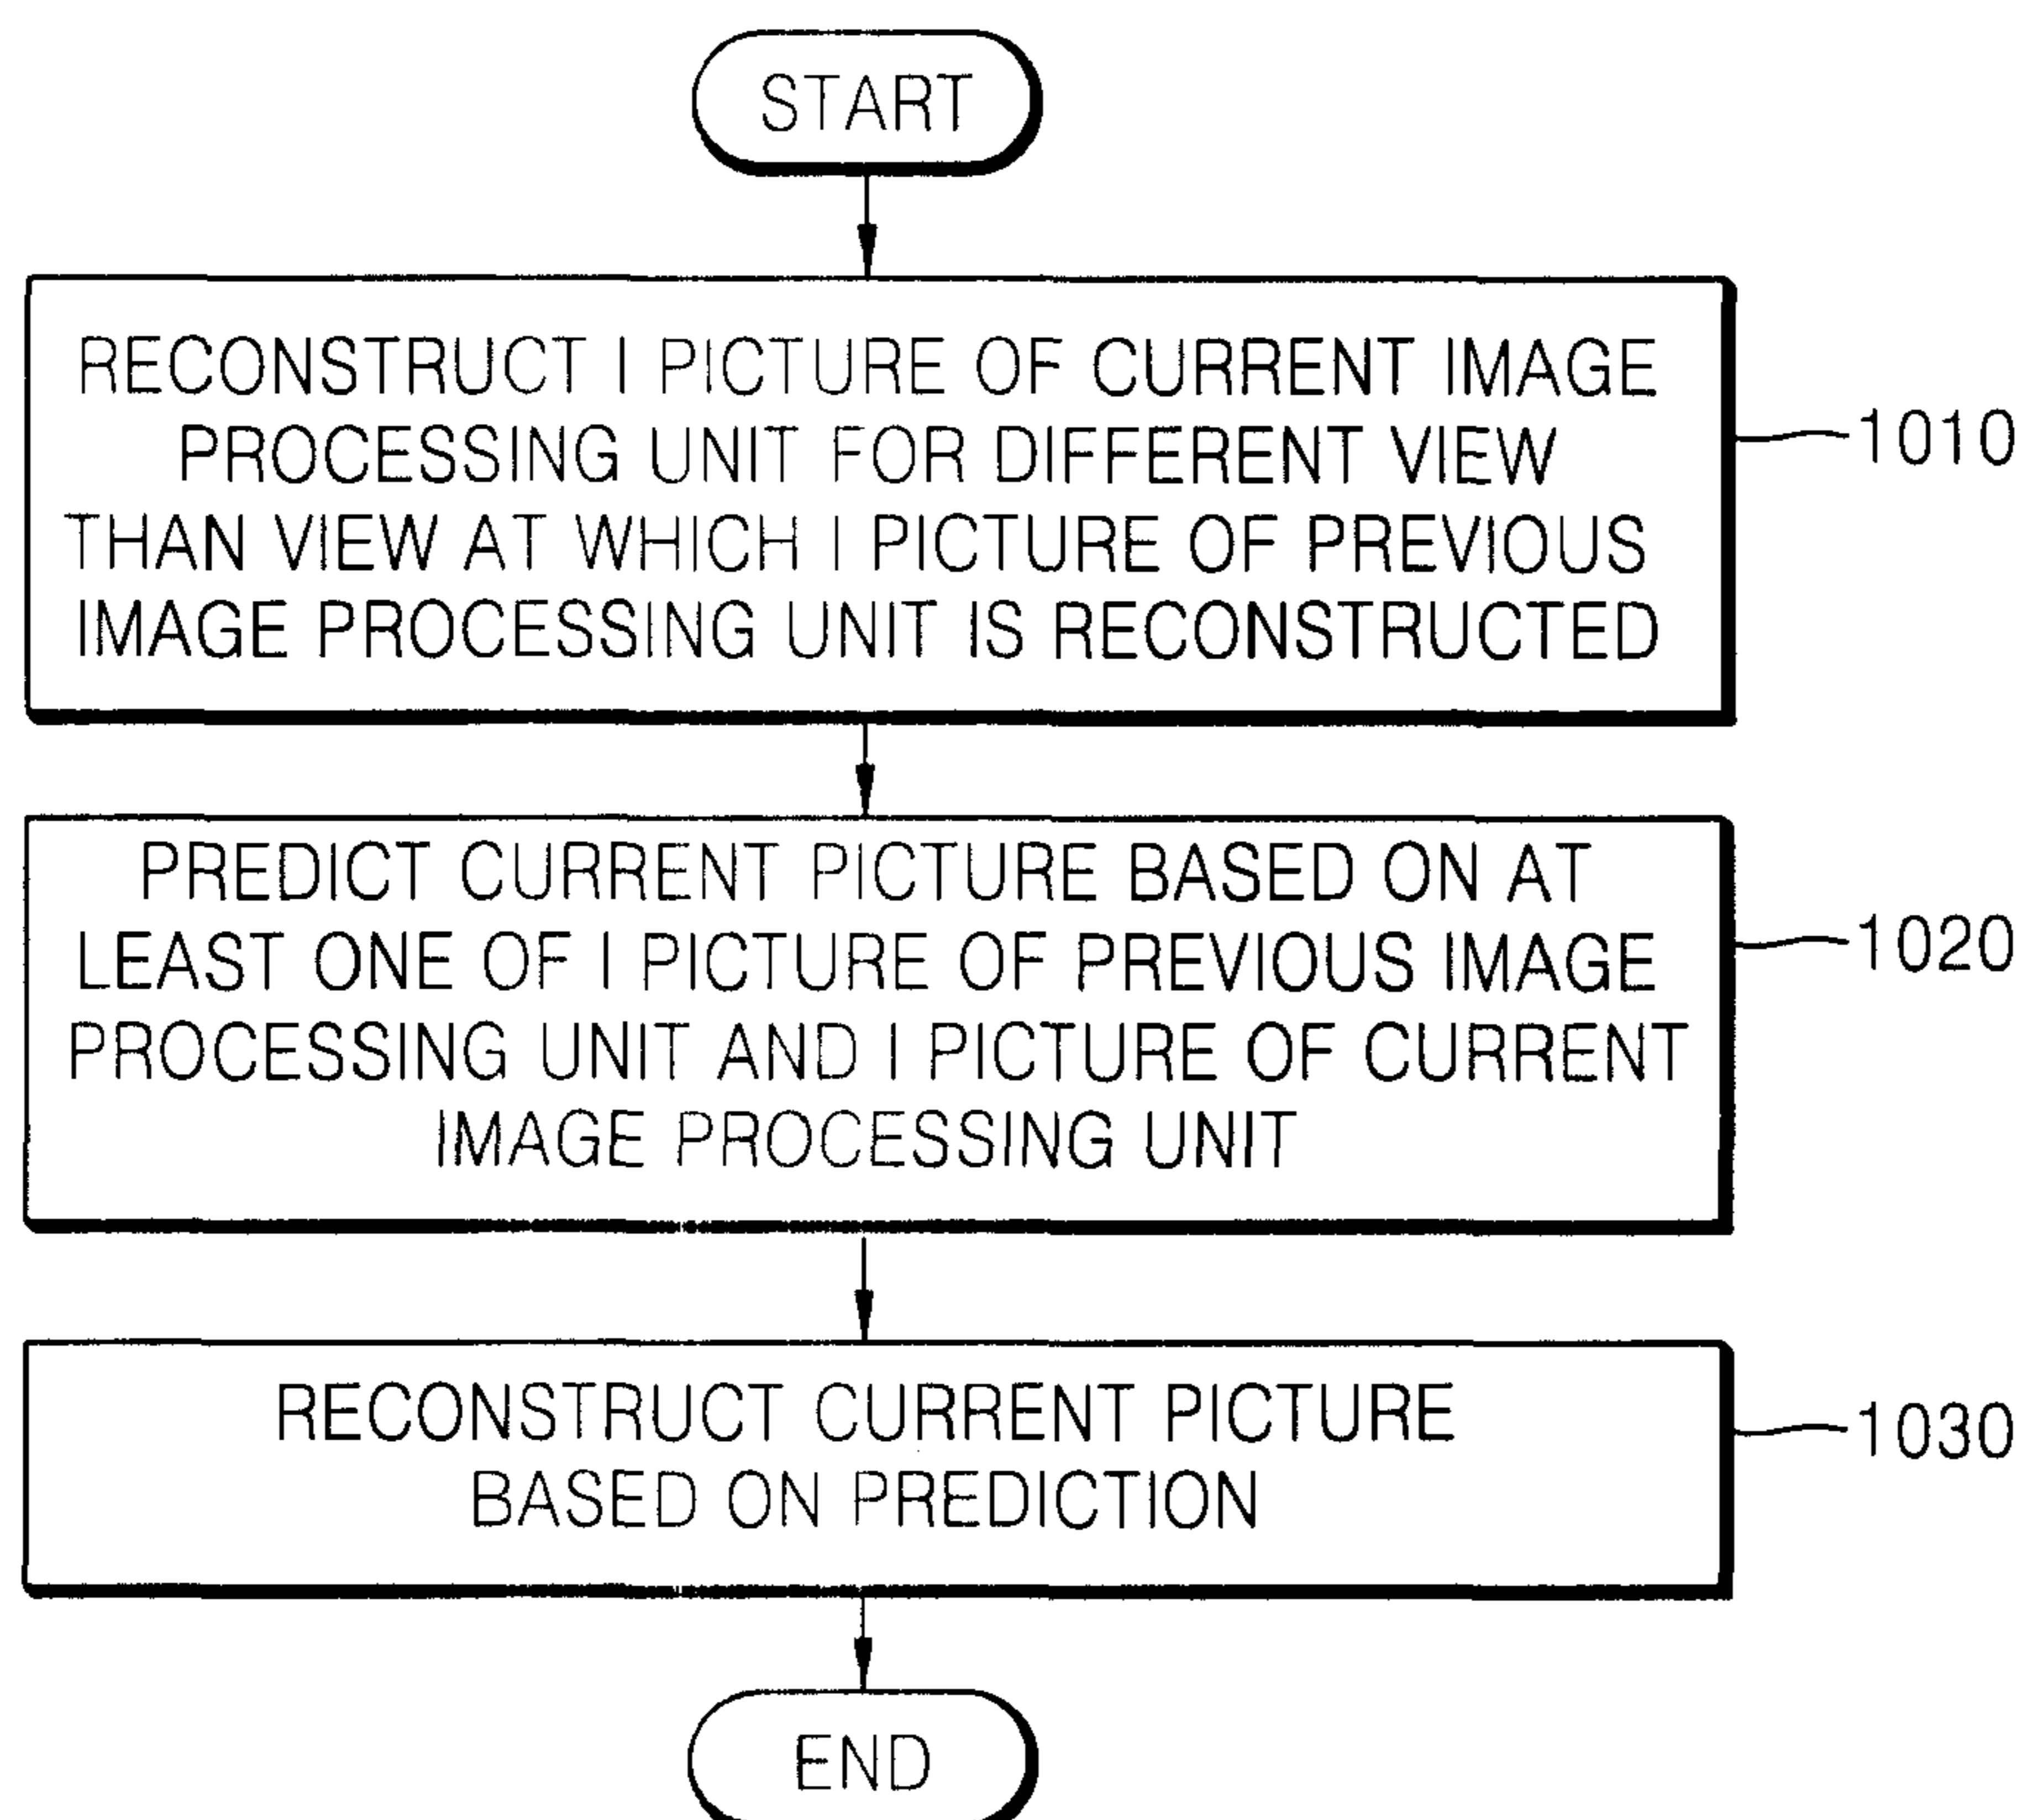 START
RECONSTRUCT I PICTURE OF CURRENT IMAGE
PROCESSING UNIT FOR DIFFERENT VIEW
THAN VIEW AT WHICH I PICTURE OF PREVIOUS
IMAGE PROCESSING UNIT IS RECONSTRUCTED
1010
PREDICT CURRENT PICTURE BASED ON AT
LEAST ONE OF I PICTURE OF PREVIOUS IMAGE
PROCESSING UNIT AND I PICTURE OF CURRENT
IMAGE PROCESSING UNIT
1020
RECONSTRUCT CURRENT PICTURE
BASED ON PREDICTION
1030
END